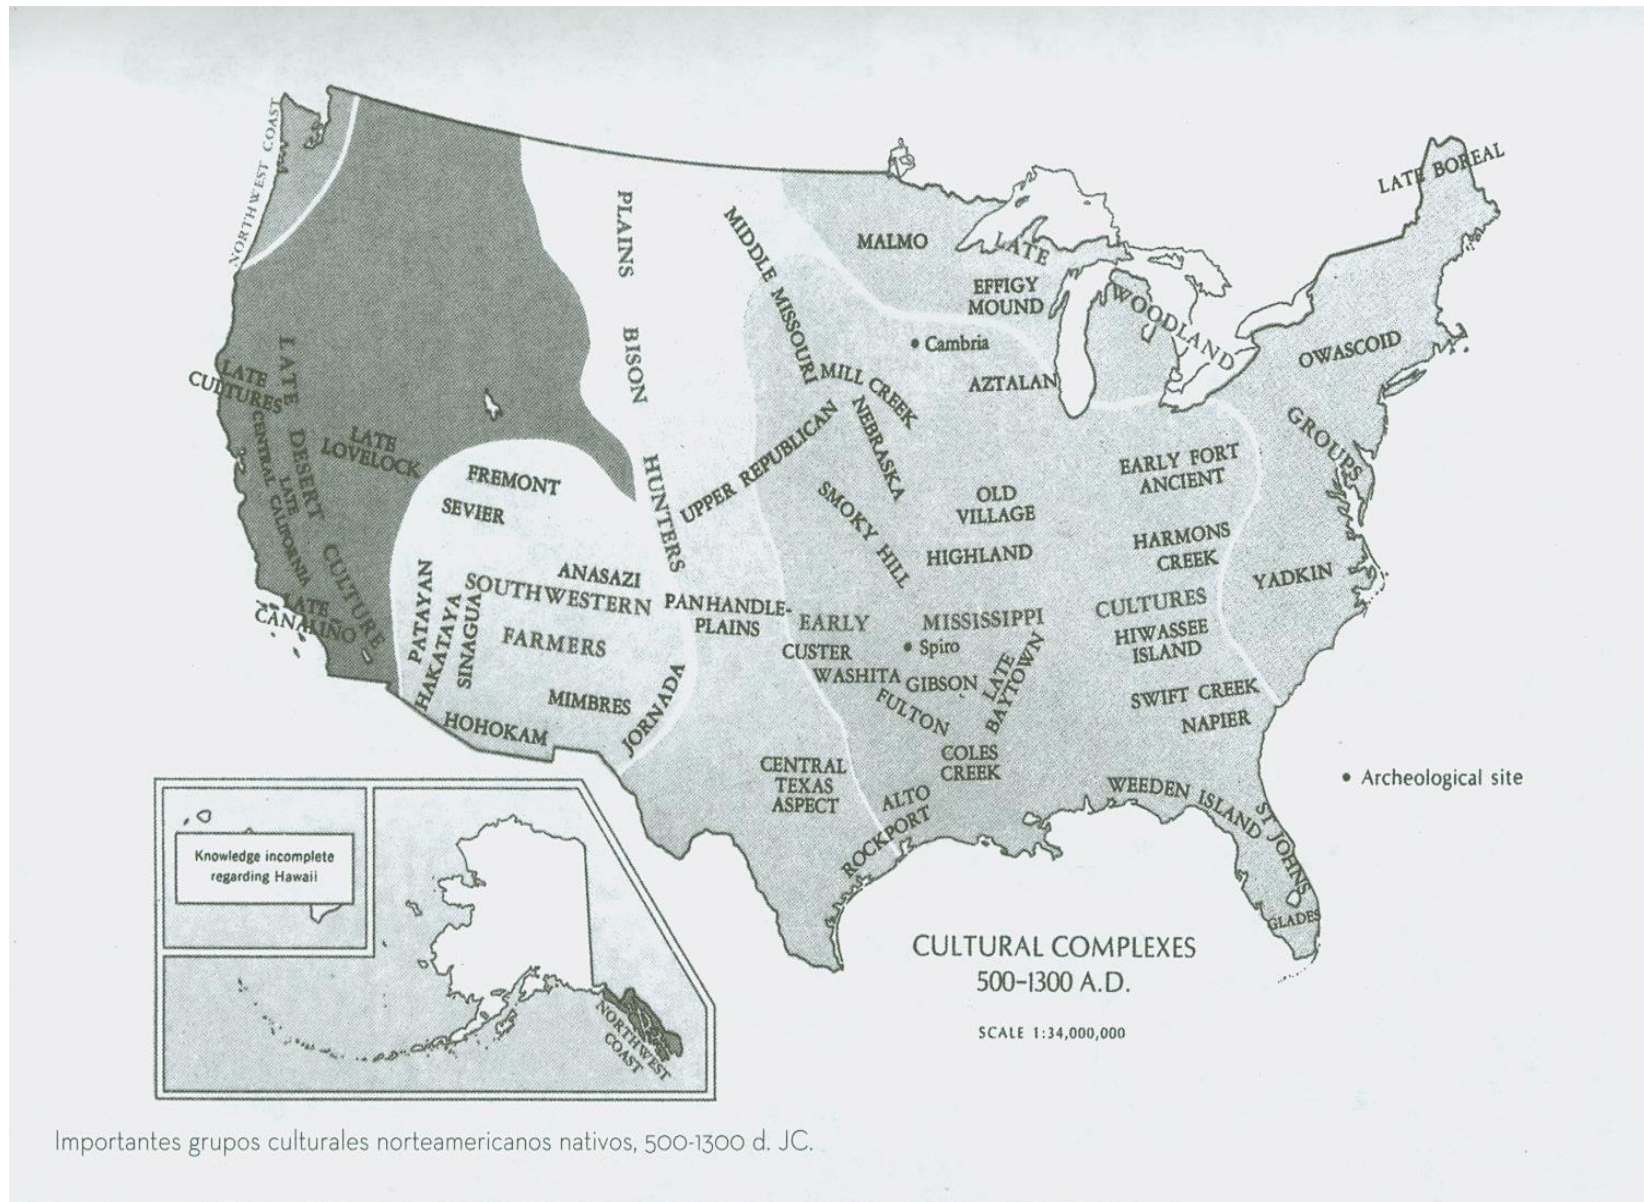 NORTHWEST COAST
PLAINS BISON HUNTERS
MIDDLE MISSOURI
MALMO
LATE WOODLAND GROUPS
LATE BOREAL
EFFIGY
MOUND
Cambria
AZTALAN
OWASCOID
MILL CREEK
NEBRASKA
UPPER REPUBLICAN
SMOKY HILL
LATE
CULTURES
LATE DESERT CULTURE
CENTRAL
LATE
CALIFORNIA
LATE
LOVELOCK
LATE
CANALINO
FREMONT
SEVIER
ANASAZI
SOUTHWESTERN
FARMERS
PATAYAN
HAKATAYA
SINAGUA
MIMBRES
HOHOKAM
JORNADA
PANHANDLE-
PLAINS
OLD
VILLAGE
HIGHLAND
EARLY FORT
ANCIENT
HARMONS
CREEK
YADKIN
EARLY MISSISSIPPI CULTURES
CUSTER
Spiro
WASHITA
GIBSON
FULTON
LATE
BAYTOWN
HIWASSEE
ISLAND
SWIFT CREEK
NAPIER
COLES
CREEK
CENTRAL
TEXAS
ASPECT
ALTO
ROCKPORT
WEEDEN ISLAND
ST JOHNS
GLADES
• Archeological site
Knowledge incomplete
regarding Hawaii
NORTHWEST
COAST
CULTURAL COMPLEXES
500-1300 A.D.
SCALE 1:34,000,000
Importantes grupos culturales norteamericanos nativos, 500-1300 d. JC.